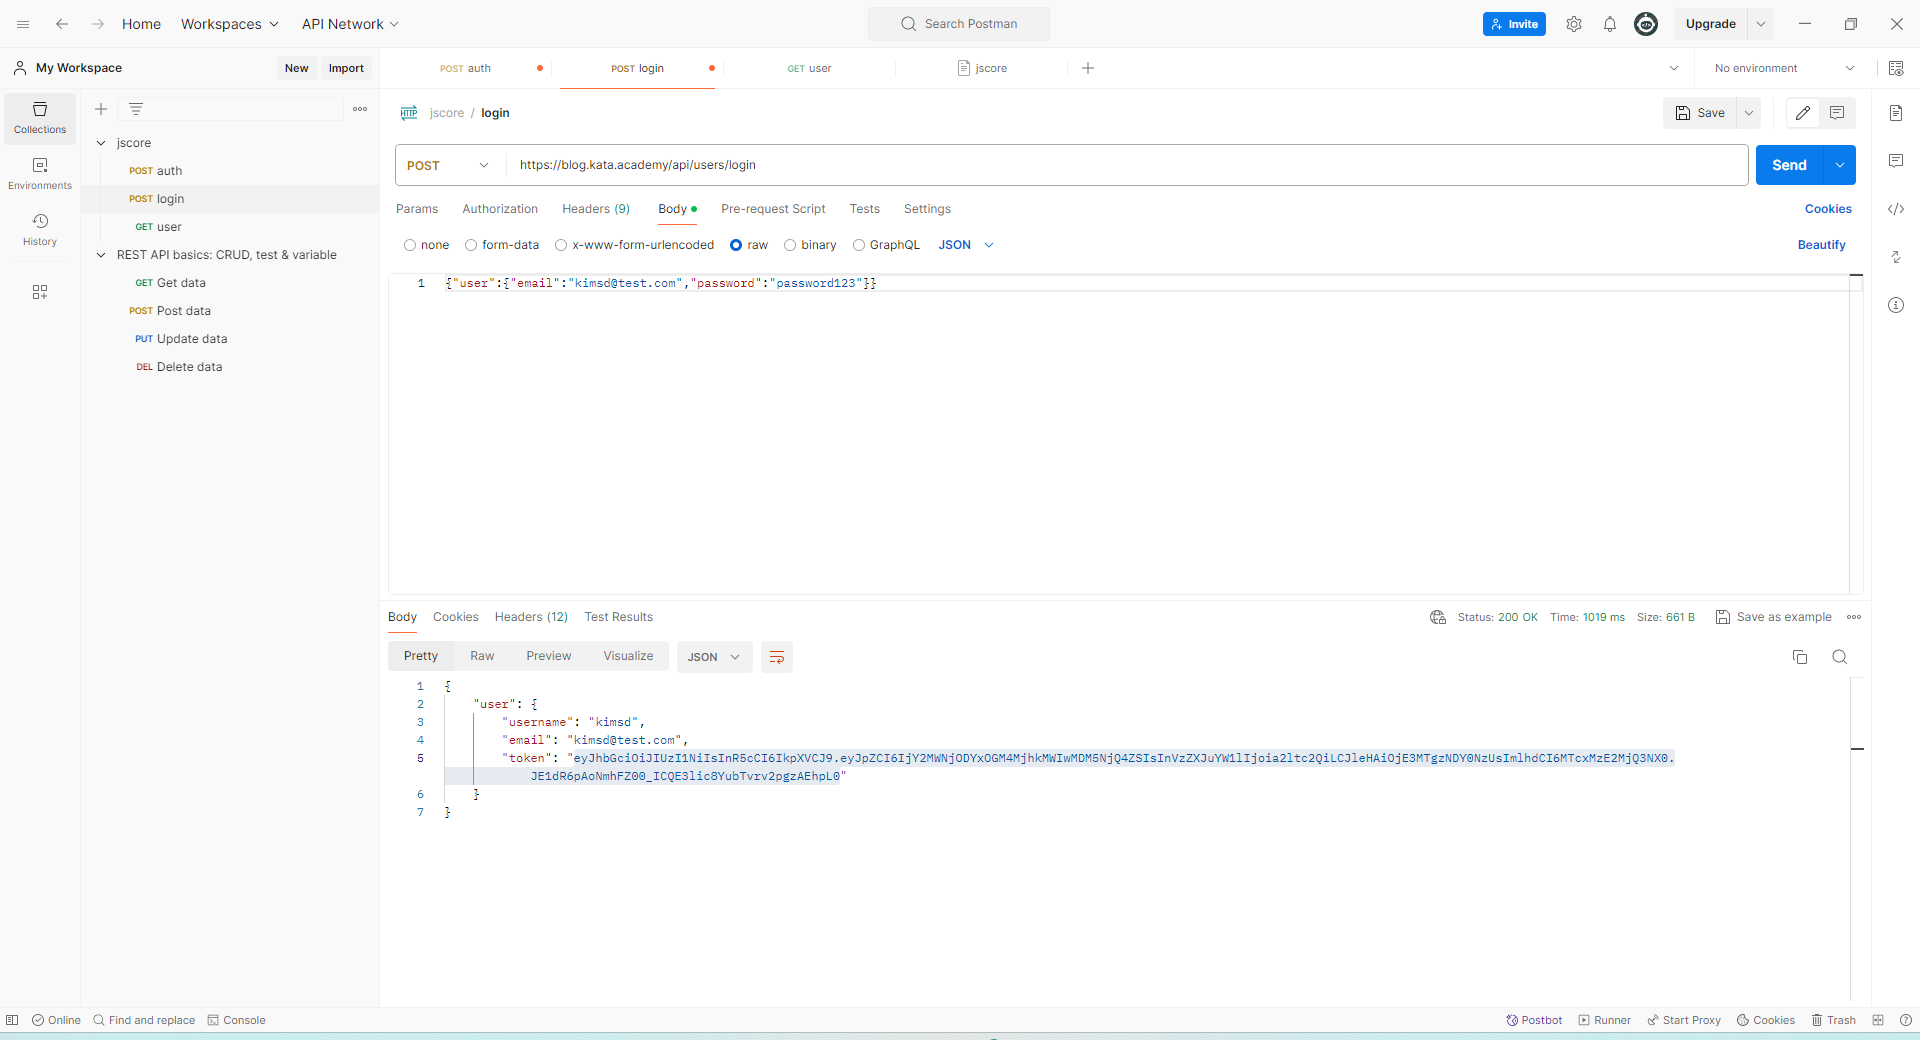 Home
Workspaces
API Network
Search Postman
Invite
Upgrade
My Workspace
New
Import
POST auth
POST login
GET user
jscore
No environment
Collections
Environments
History
jscore
POST auth
POST login
GET user
REST API basics: CRUD, test & variable
GET Get data
POST Post data
PUT Update data
DEL Delete data
HTTP jscore / login
Save
POST
https://blog.kata.academy/api/users/login
Send
Params
Authorization
Headers (9)
Body
Pre-request Script
Tests
Settings
Cookies
none
form-data
x-www-form-urlencoded
raw
binary
GraphQL
JSON
Beautify
1 {"user":{"email":"kimsd@test.com","password":"password123"}}
Body
Cookies
Headers (12)
Test Results
Status: 200 OK
Time: 1019 ms
Size: 661 B
Save as example
Pretty
Raw
Preview
Visualize
JSON
1 {
2 "user": {
3 "username": "kimsd",
4 "email": "kimsd@test.com",
5 "token": "eyJhbGciOiJIUzI1NiIsInR5cCI6IkpXVCJ9.eyJpZCI6IjY2MWNjODYxOGM4MjhkMWIwMDM5NjQ4ZSIsInVzZXJuYW1lIjoia2ltc2QiLCJleHAiOjE3MTgzNDY0NzUsImlhdCI6MTcxMzE2MjQ3NX0.
JE1dR6pAoNmhFZ00_ICQE3lic8YubTvrv2pgzAEhpL0"
6 }
7 }
Online
Find and replace
Console
Postbot
Runner
Start Proxy
Cookies
Trash